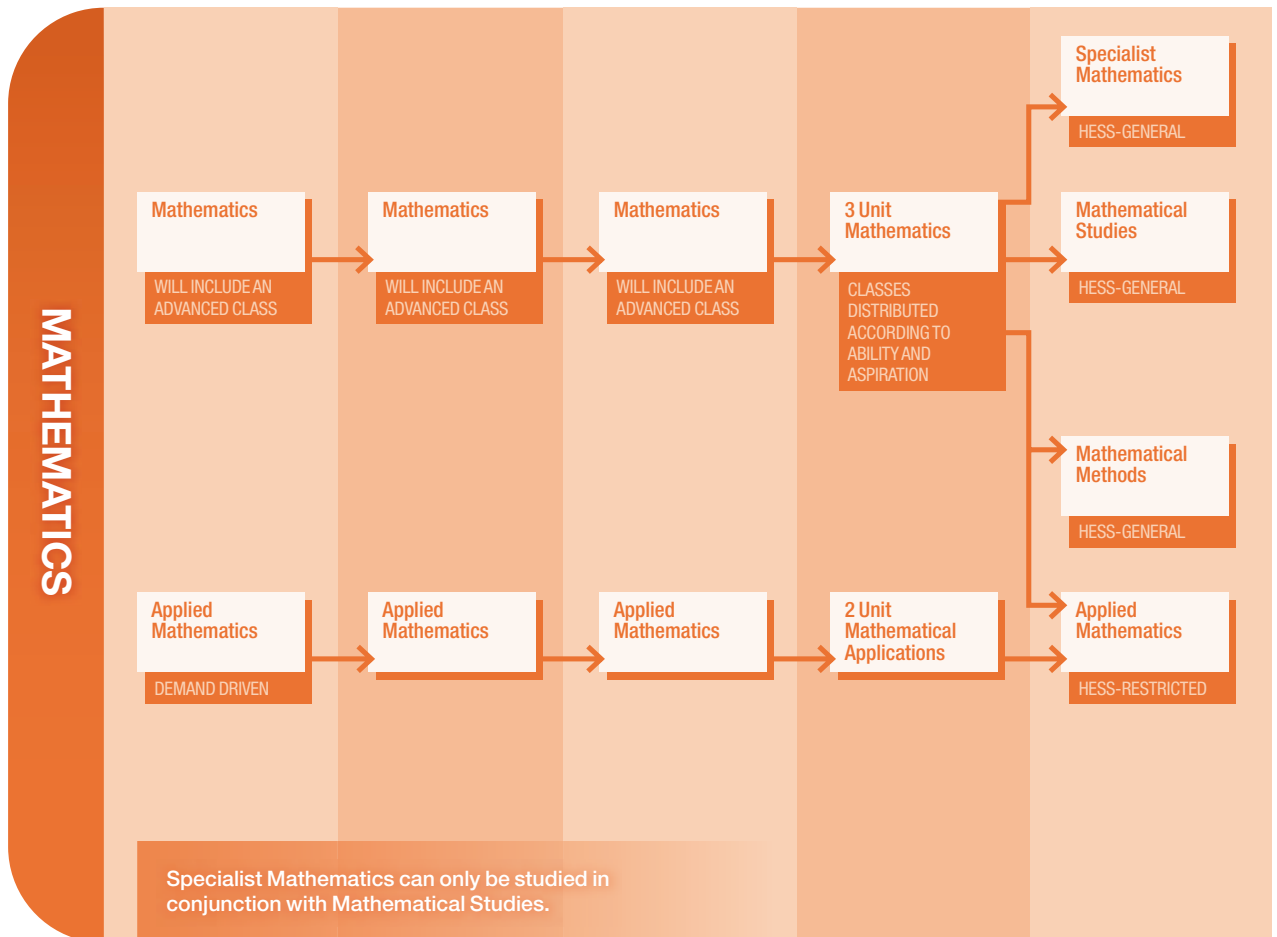 MATHEMATICS
Specialist
Mathematics
HESS-GENERAL
Mathematics
WILL INCLUDE AN
ADVANCED CLASS
Mathematics
WILL INCLUDE AN
ADVANCED CLASS
Mathematics
WILL INCLUDE AN
ADVANCED CLASS
3 Unit
Mathematics
CLASSES
DISTRIBUTED
ACCORDING TO
ABILITY AND
ASPIRATION
Mathematical
Studies
HESS-GENERAL
Mathematical
Methods
HESS-GENERAL
Applied
Mathematics
DEMAND DRIVEN
Applied
Mathematics
Applied
Mathematics
2 Unit
Mathematical
Applications
Applied
Mathematics
HESS-RESTRICTED
Specialist Mathematics can only be studied in
conjunction with Mathematical Studies.